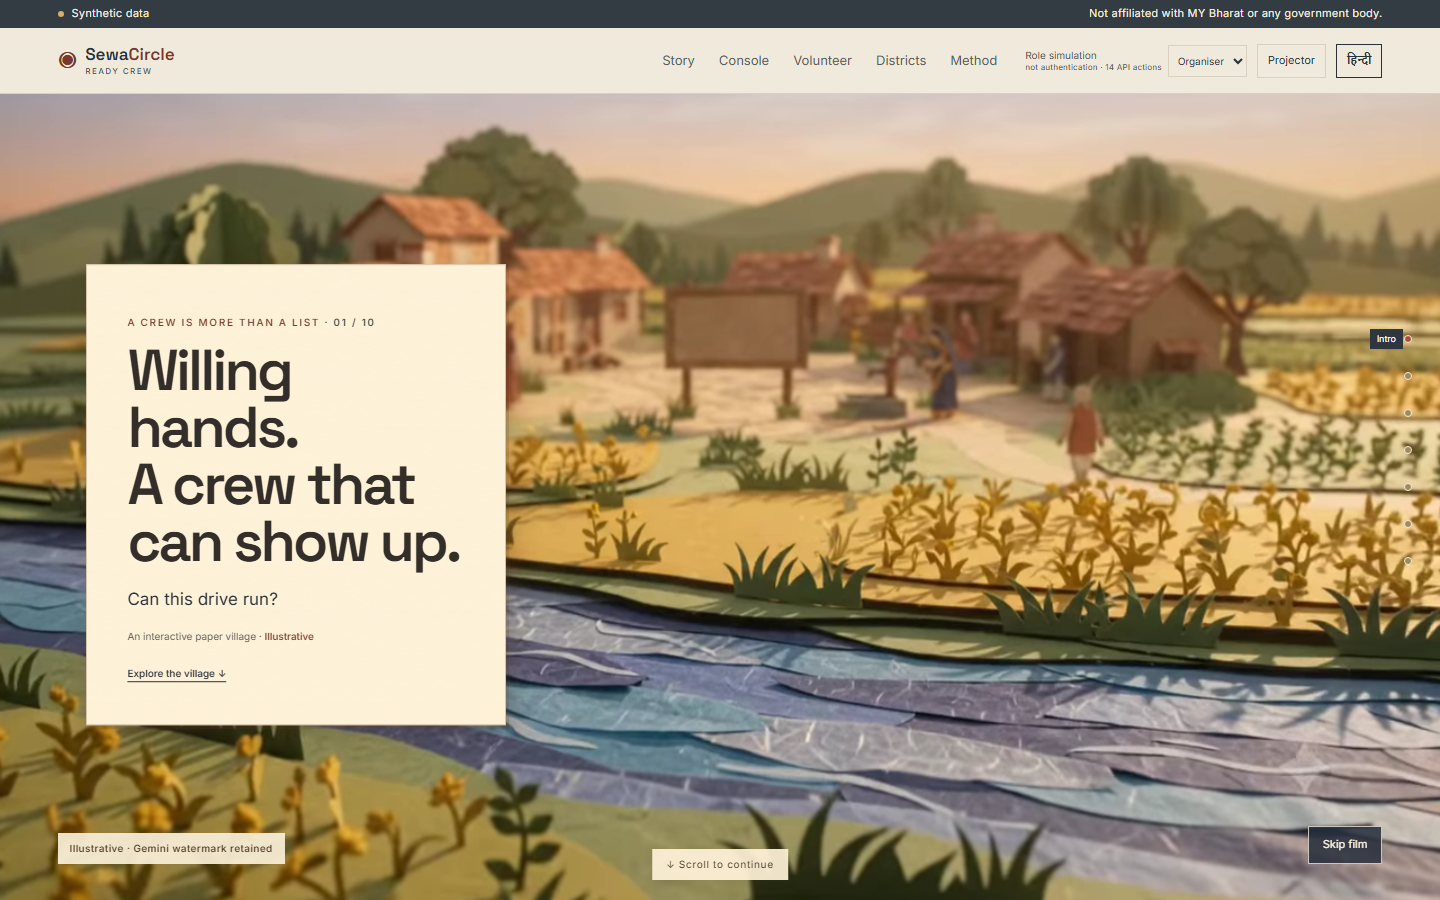 Synthetic data
Not affiliated with MY Bharat or any government body.
SewaCircle
READY CREW
Story
Console
Volunteer
Districts
Method
Role simulation
not authentication · 14 API actions
Organiser
Projector
हिन्दी
A CREW IS MORE THAN A LIST · 01 / 10
Willing
hands.
A crew that
can show up.
Can this drive run?
An interactive paper village · Illustrative
Explore the village ↓
Intro
Illustrative · Gemini watermark retained
↓ Scroll to continue
Skip film